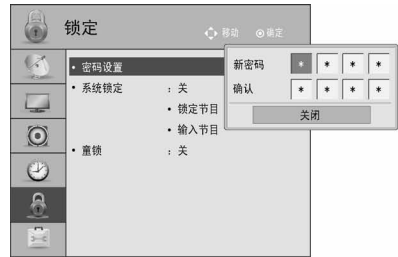 锁定
移动 确定
• 密码设置
• 系统锁定 : 关
• 锁定节目
• 输入节目
• 童锁 : 关
新密码 * * * *
确认 * * * *
关闭